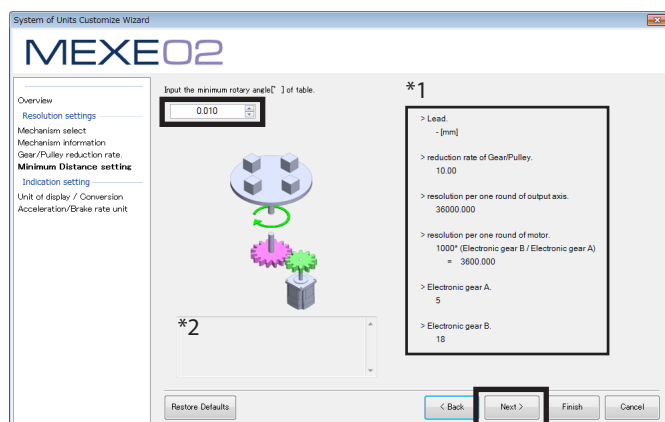 System of Units Customize Wizard
MEXE02
Overview
Resolution settings
Mechanism select
Mechanism information
Gear/Pulley reduction rate.
Minimum Distance setting
Indication setting
Unit of display / Conversion
Acceleration/Brake rate unit
Input the minimum rotary angle[°] of table.
0.010
*2
*1
> Lead.
- [mm]
> reduction rate of Gear/Pulley.
10.00
> resolution per one round of output axis.
36000.000
> resolution per one round of motor.
1000* (Electronic gear B / Electronic gear A)
= 3600.000
> Electronic gear A.
5
> Electronic gear B.
18
Restore Defaults
< Back
Next >
Finish
Cancel